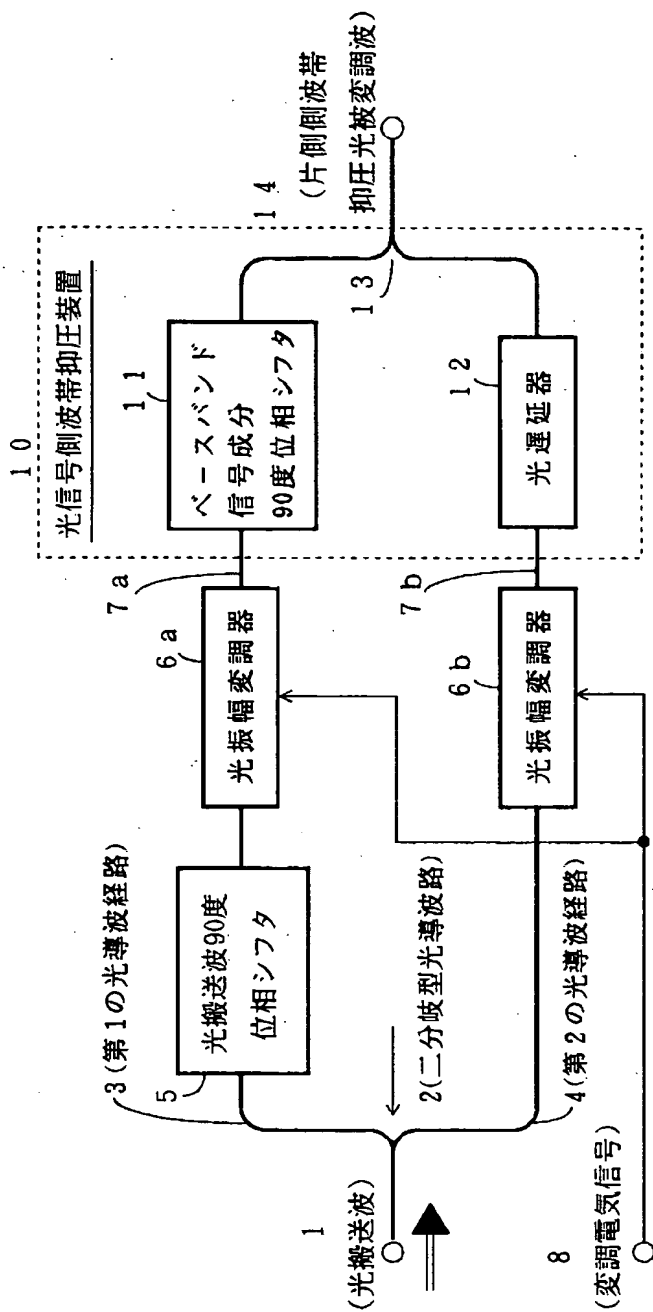 1
(光搬送波)
2(二分岐型光導波路)
3(第1の光導波経路)
4(第2の光導波経路)
5
光搬送波90度
位相シフタ
6a
光振幅変調器
6b
光振幅変調器
7a
7b
8
(変調電気信号)
10
光信号側波帯抑圧装置
11
ベースバンド
信号成分
90度位相シフタ
12
光遅延器
13
14
(片側側波帯
抑圧光被変調波)